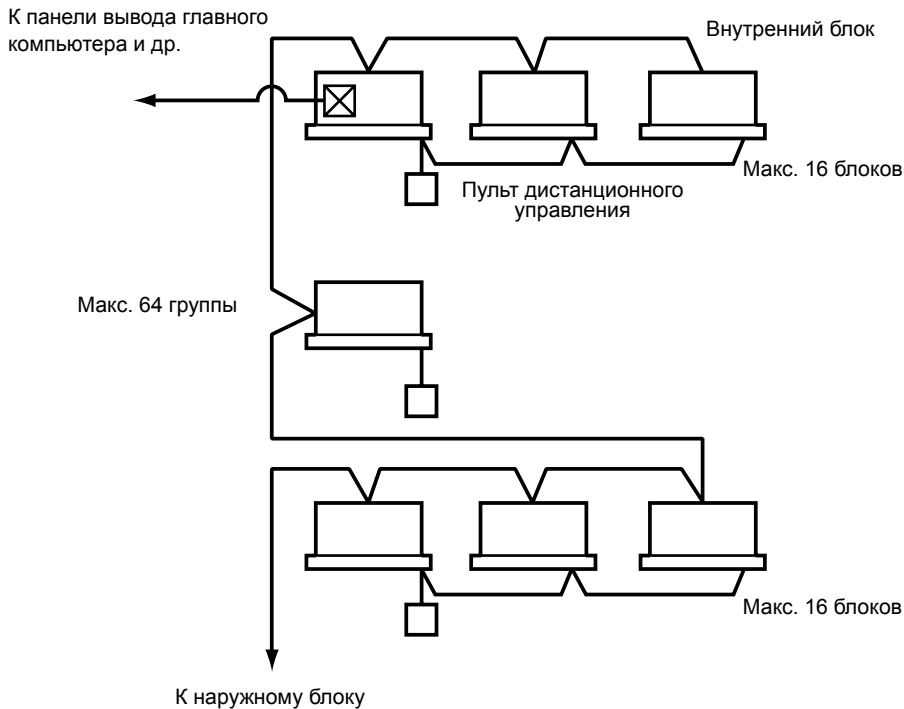 К панели вывода главного
компьютера и др.
Внутренний блок
Макс. 16 блоков
Пульт дистанционного
управления
Макс. 64 группы
Макс. 16 блоков
К наружному блоку